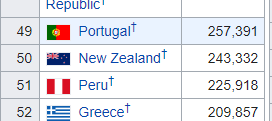 Republic†
49 Portugal† 257,391
50 New Zealand† 243,332
51 Peru† 225,918
52 Greece† 209,857